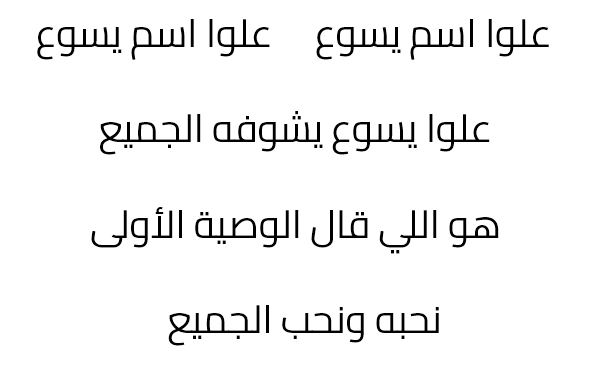 علوا اسم يسوع علوا اسم يسوع
علوا يسوع يشوفه الجميع
هو اللي قال الوصية الأولى
نحبه ونحب الجميع